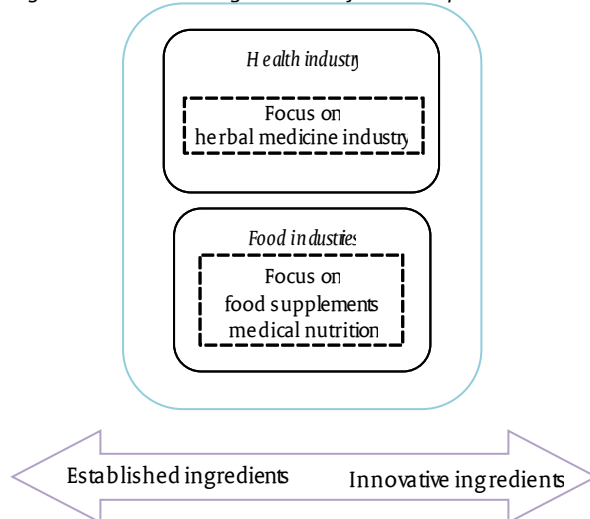 Health industry
Focus on
herbal medicine industry
Food industries
Focus on
food supplements
medical nutrition
Established ingredients
Innovative ingredients